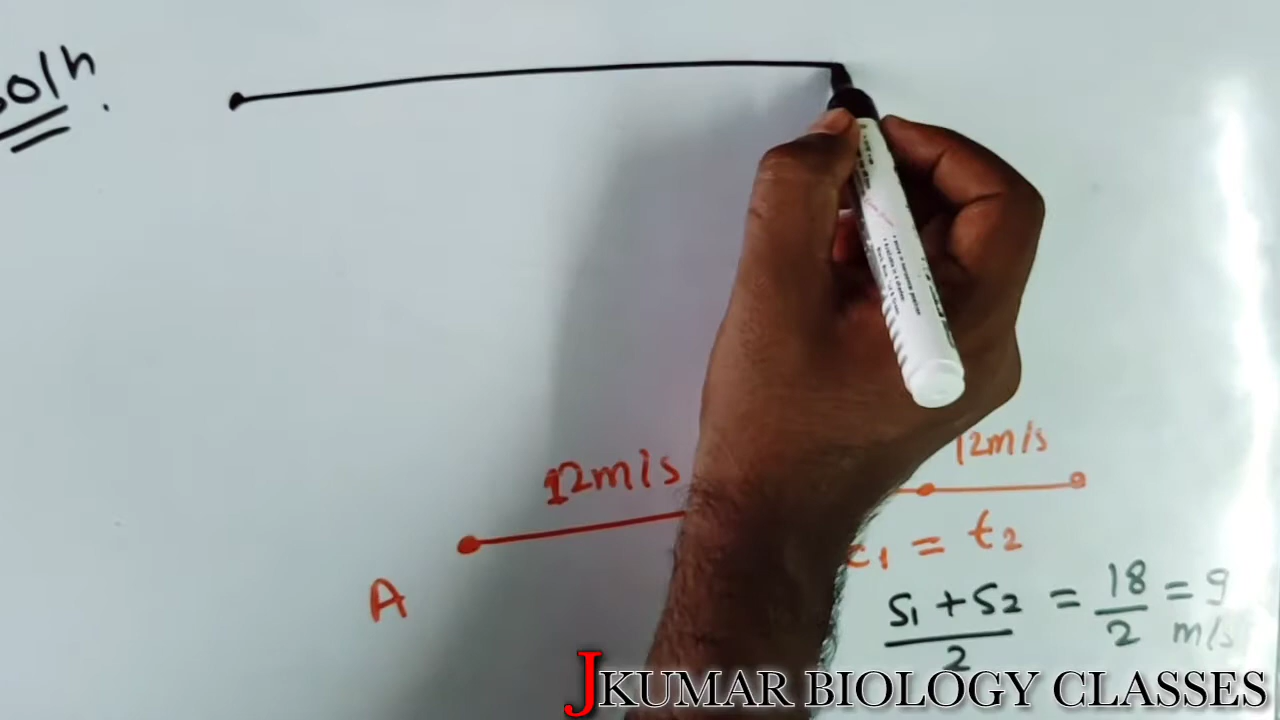 Soln.
12m/s
12m/s
A
t1 = t2
S1 + S2 / 2 = 18 / 2 = 9 m/s
JKUMAR BIOLOGY CLASSES